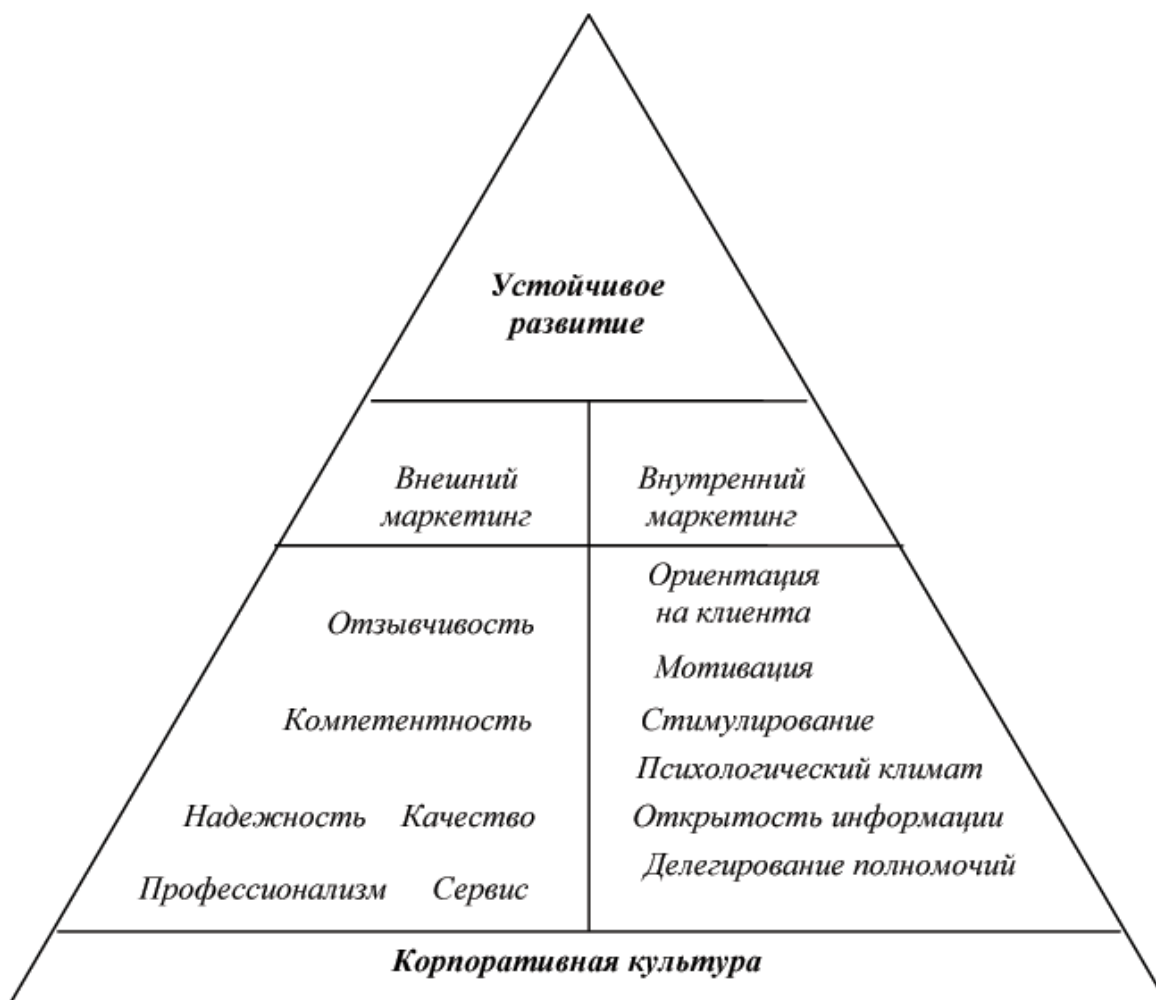 Устойчивое
развитие
Внешний
маркетинг
Внутренний
маркетинг
Отзывчивость
Компетентность
Надежность Качество
Профессионализм Сервис
Ориентация
на клиента
Мотивация
Стимулирование
Психологический климат
Открытость информации
Делегирование полномочий
Корпоративная культура